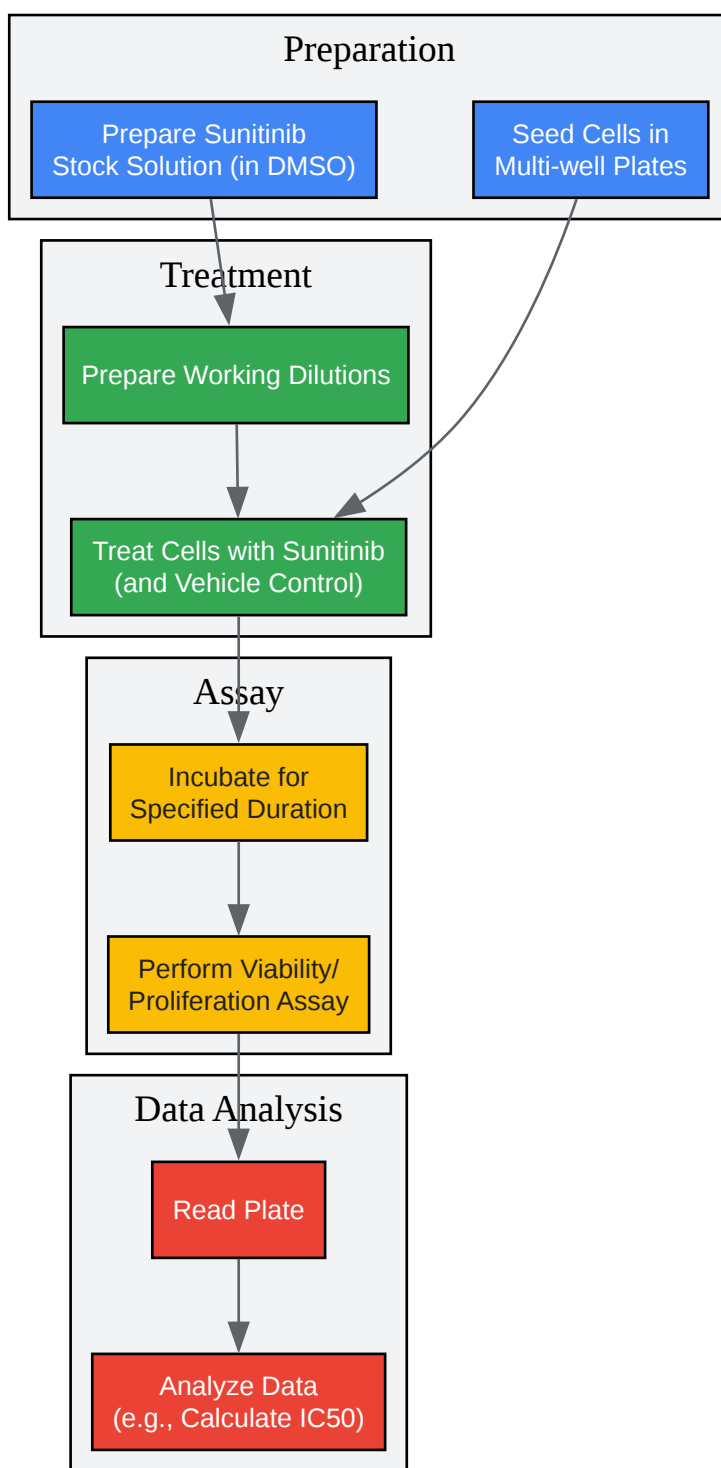 Preparation
Prepare Sunitinib
Stock Solution (in DMSO)
Seed Cells in
Multi-well Plates
Treatment
Prepare Working Dilutions
Treat Cells with Sunitinib
(and Vehicle Control)
Assay
Incubate for
Specified Duration
Perform Viability/
Proliferation Assay
Data Analysis
Read Plate
Analyze Data
(e.g., Calculate IC50)